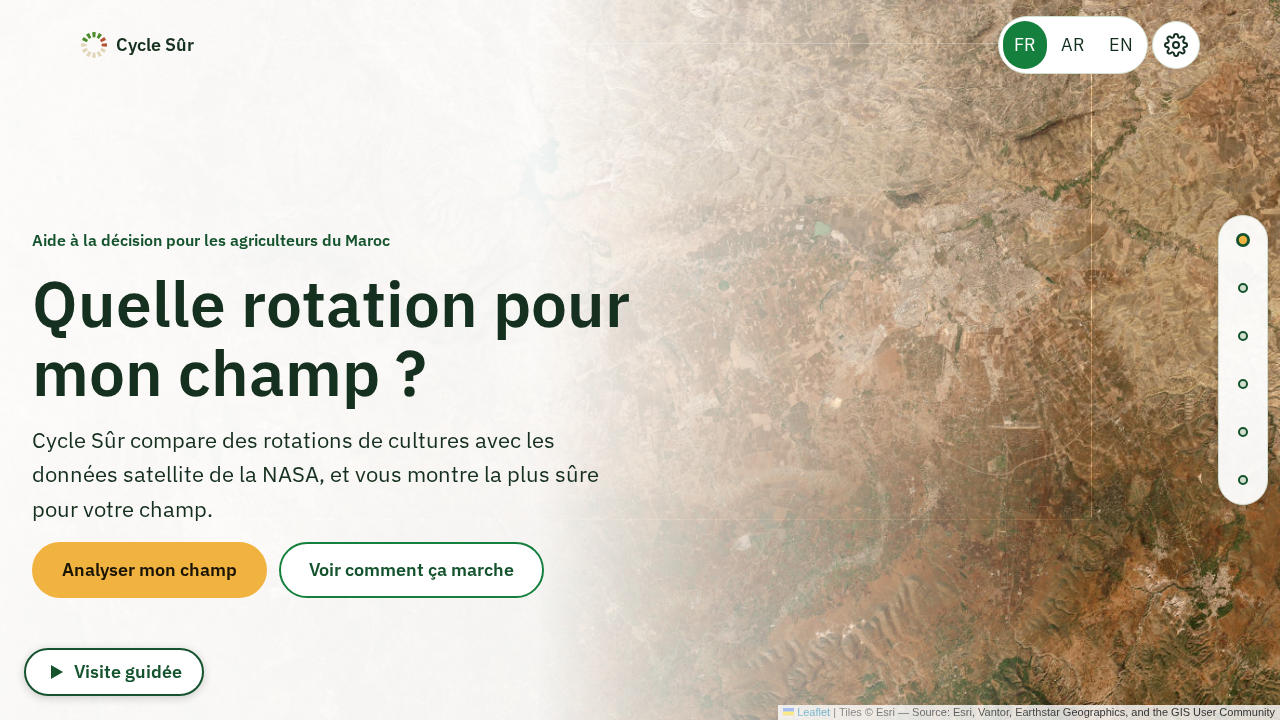 Cycle Sûr
FR AR EN
Aide à la décision pour les agriculteurs du Maroc
Quelle rotation pour
mon champ ?
Cycle Sûr compare des rotations de cultures avec les
données satellite de la NASA, et vous montre la plus sûre
pour votre champ.
Analyser mon champ
Voir comment ça marche
Visite guidée
Leaflet | Tiles © Esri — Source: Esri, Vantor, Earthstar Geographics, and the GIS User Community